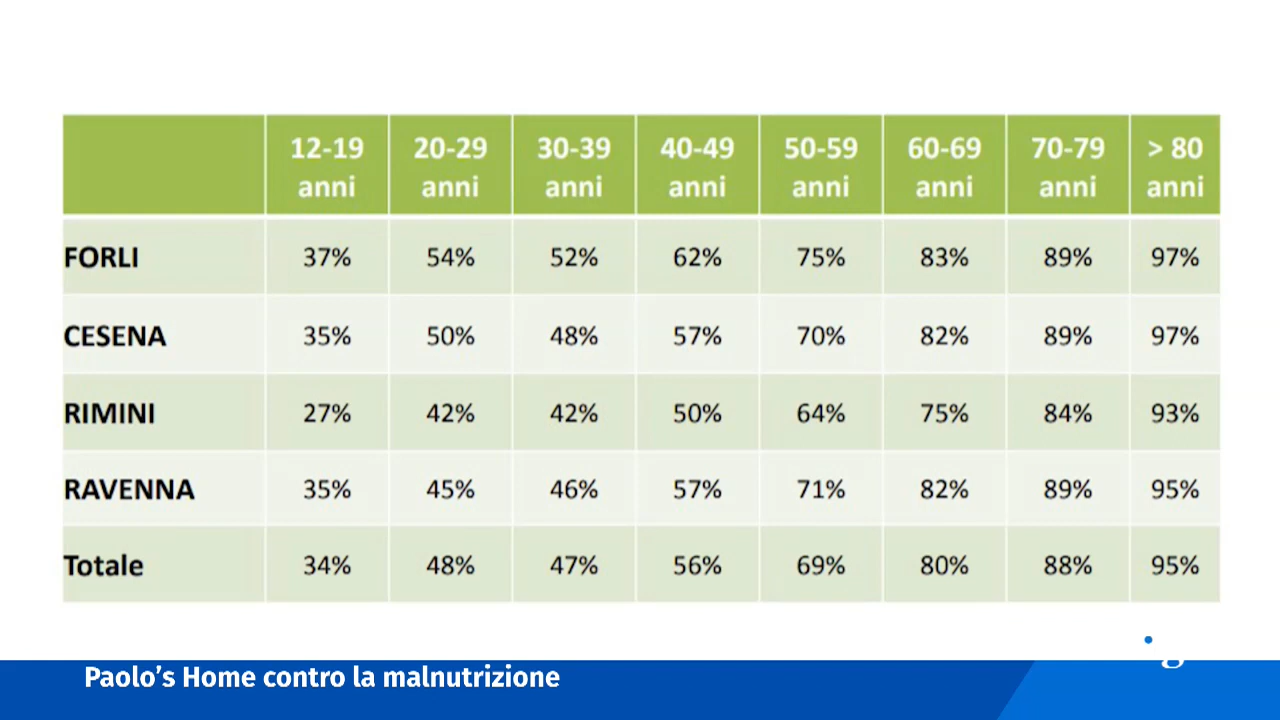 12-19 anni 20-29 anni 30-39 anni 40-49 anni 50-59 anni 60-69 anni 70-79 anni > 80 anni
FORLI 37% 54% 52% 62% 75% 83% 89% 97%
CESENA 35% 50% 48% 57% 70% 82% 89% 97%
RIMINI 27% 42% 42% 50% 64% 75% 84% 93%
RAVENNA 35% 45% 46% 57% 71% 82% 89% 95%
Totale 34% 48% 47% 56% 69% 80% 88% 95%
Paolo's Home contro la malnutrizione